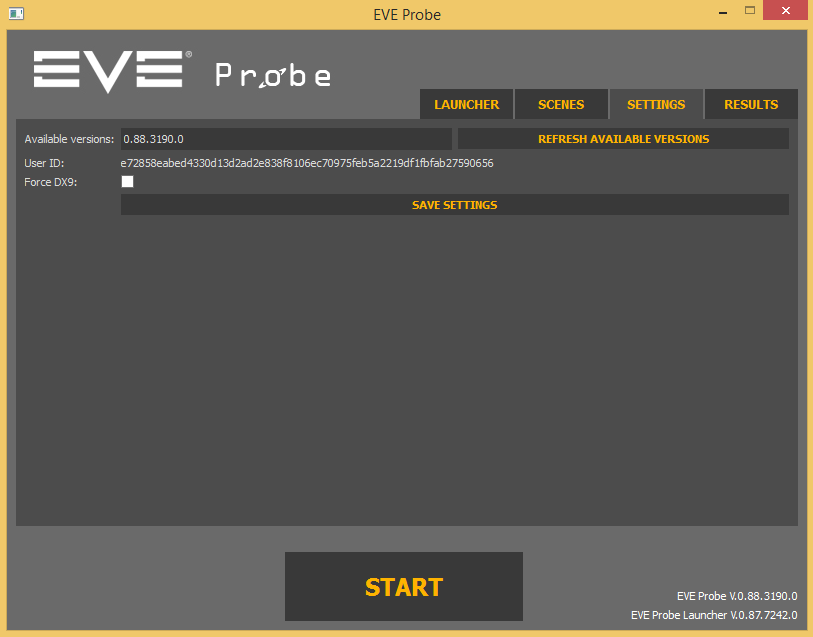 EVE Probe
EVE® Probe
LAUNCHER SCENES SETTINGS RESULTS
Available versions: 0.88.3190.0 REFRESH AVAILABLE VERSIONS
User ID: e72858eabed4330d13d2ad2e838f8106ec70975feb5a2219df1fbfab27590656
Force DX9:
SAVE SETTINGS
START
EVE Probe V.0.88.3190.0
EVE Probe Launcher V.0.87.7242.0